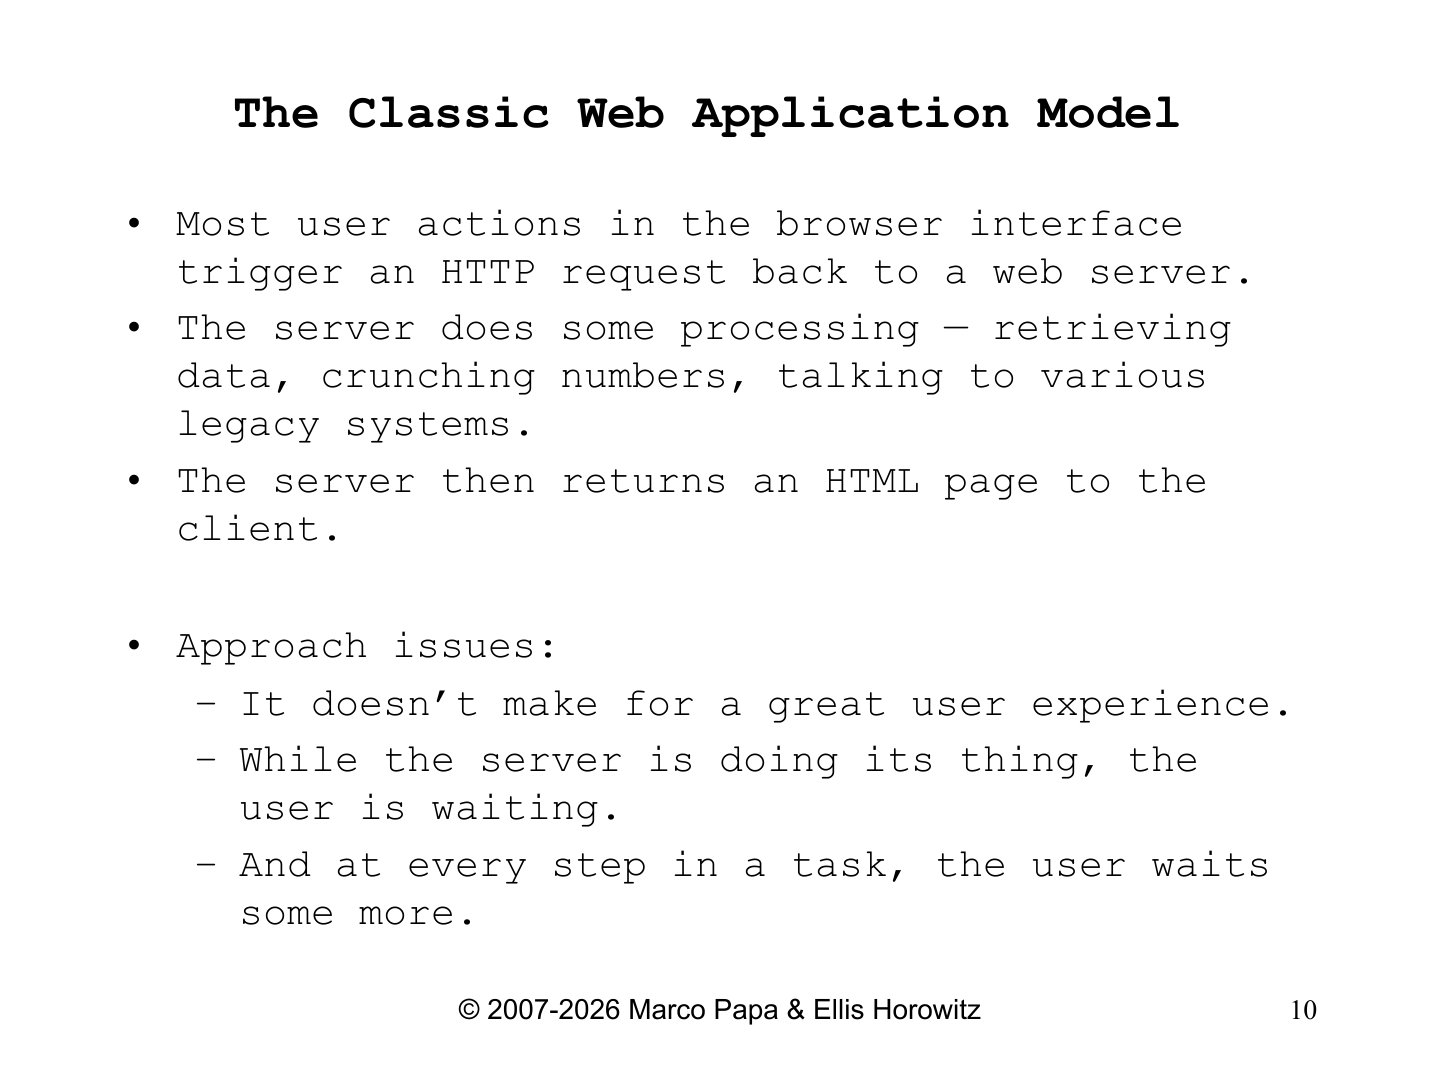 The Classic Web Application Model
• Most user actions in the browser interface
trigger an HTTP request back to a web server.
• The server does some processing — retrieving
data, crunching numbers, talking to various
legacy systems.
• The server then returns an HTML page to the
client.
• Approach issues:
– It doesn’t make for a great user experience.
– While the server is doing its thing, the
user is waiting.
– And at every step in a task, the user waits
some more.
© 2007-2026 Marco Papa & Ellis Horowitz
10